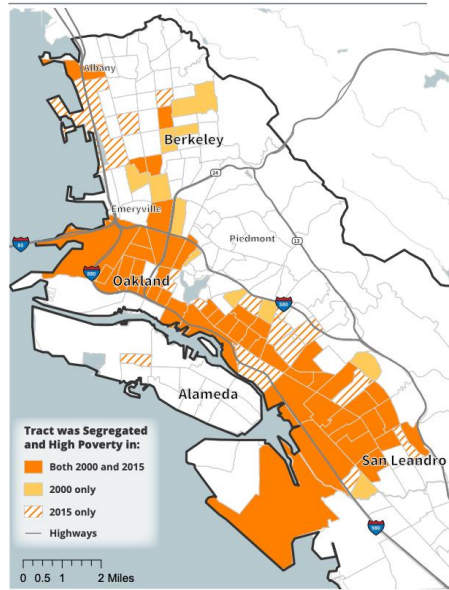 Albany
Berkeley
24
Emeryville
Piedmont
13
80
880
Oakland
580
Alameda
Tract was Segregated
and High Poverty in:
Both 2000 and 2015
2000 only
2015 only
Highways
San Leandro
880
0 0.5 1 2 Miles